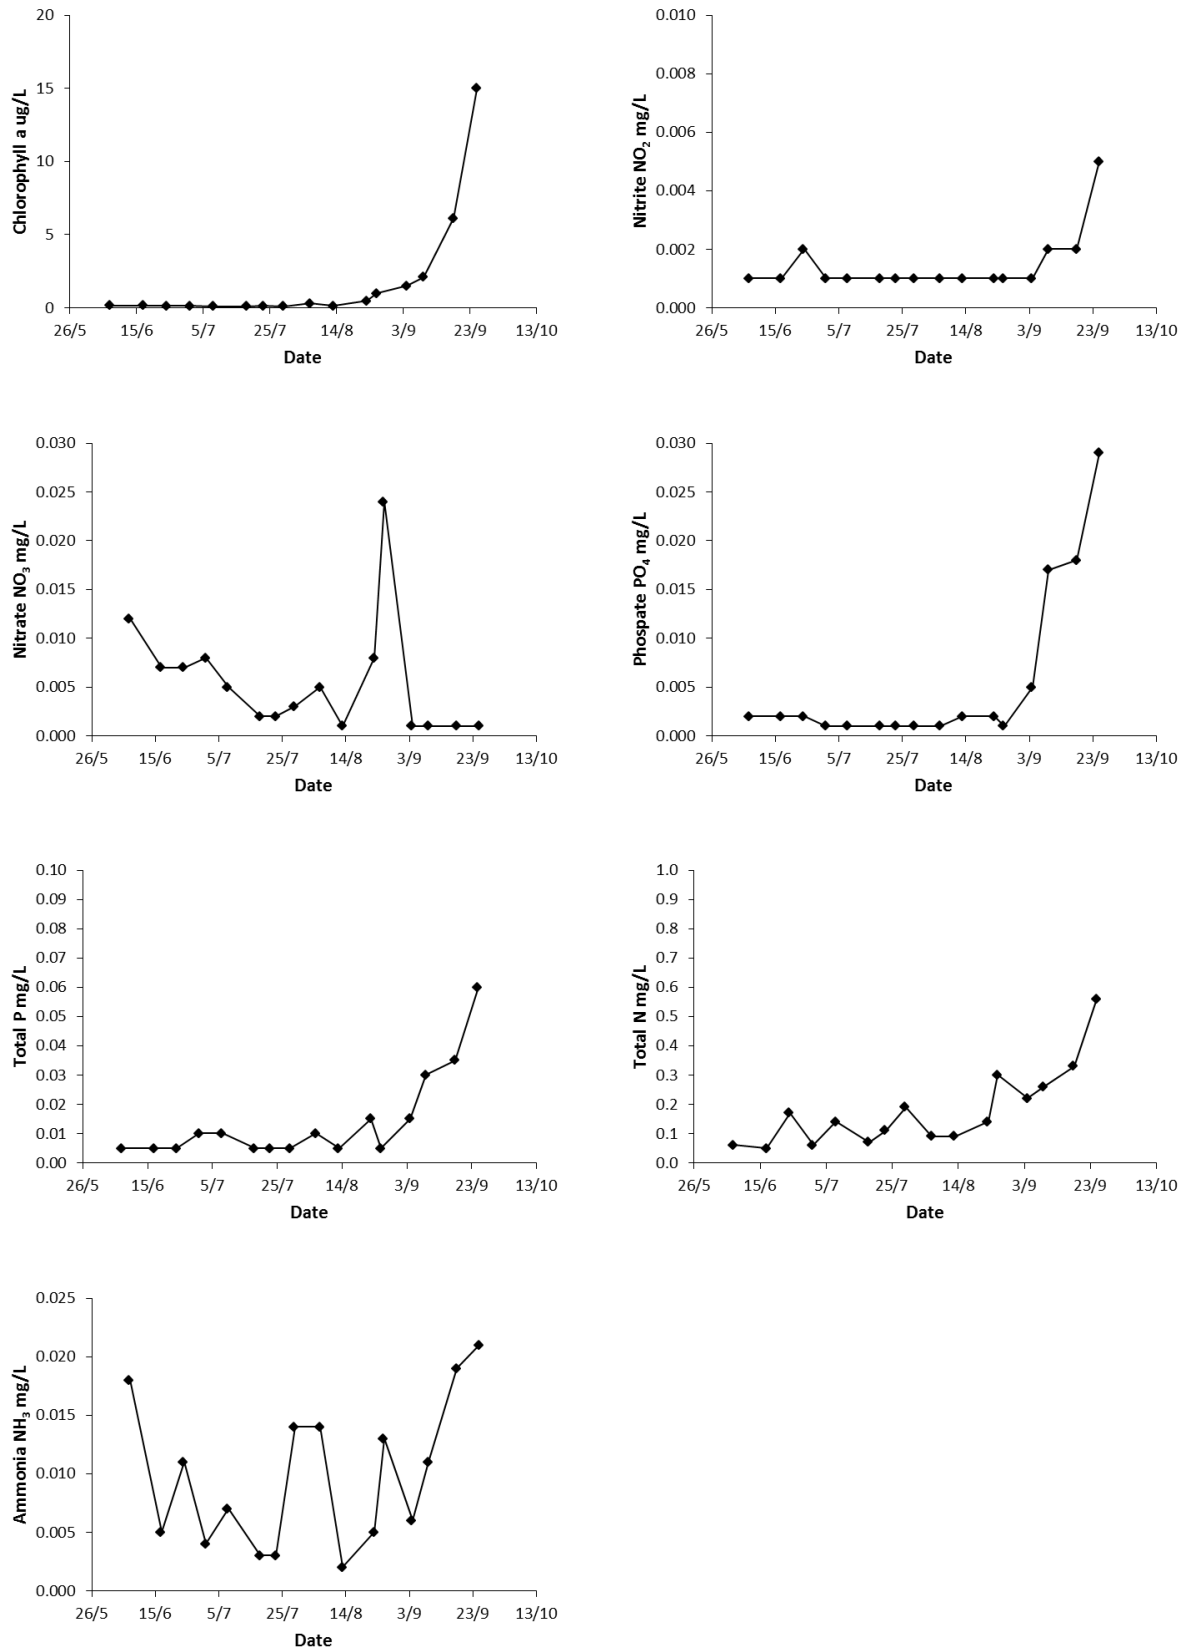 20
15
10
5
0
Chlorophyll a ug/L
26/5 15/6 5/7 25/7 14/8 3/9 23/9 13/10
Date
0.010
0.008
0.006
0.004
0.002
0.000
Nitrite NO₂ mg/L
26/5 15/6 5/7 25/7 14/8 3/9 23/9 13/10
Date
0.030
0.025
0.020
0.015
0.010
0.005
0.000
Nitrate NO₃ mg/L
26/5 15/6 5/7 25/7 14/8 3/9 23/9 13/10
Date
0.030
0.025
0.020
0.015
0.010
0.005
0.000
Phospate PO₄ mg/L
26/5 15/6 5/7 25/7 14/8 3/9 23/9 13/10
Date
0.10
0.09
0.08
0.07
0.06
0.05
0.04
0.03
0.02
0.01
0.00
Total P mg/L
26/5 15/6 5/7 25/7 14/8 3/9 23/9 13/10
Date
1.0
0.9
0.8
0.7
0.6
0.5
0.4
0.3
0.2
0.1
0.0
Total N mg/L
26/5 15/6 5/7 25/7 14/8 3/9 23/9 13/10
Date
0.025
0.020
0.015
0.010
0.005
0.000
Ammonia NH₃ mg/L
26/5 15/6 5/7 25/7 14/8 3/9 23/9 13/10
Date